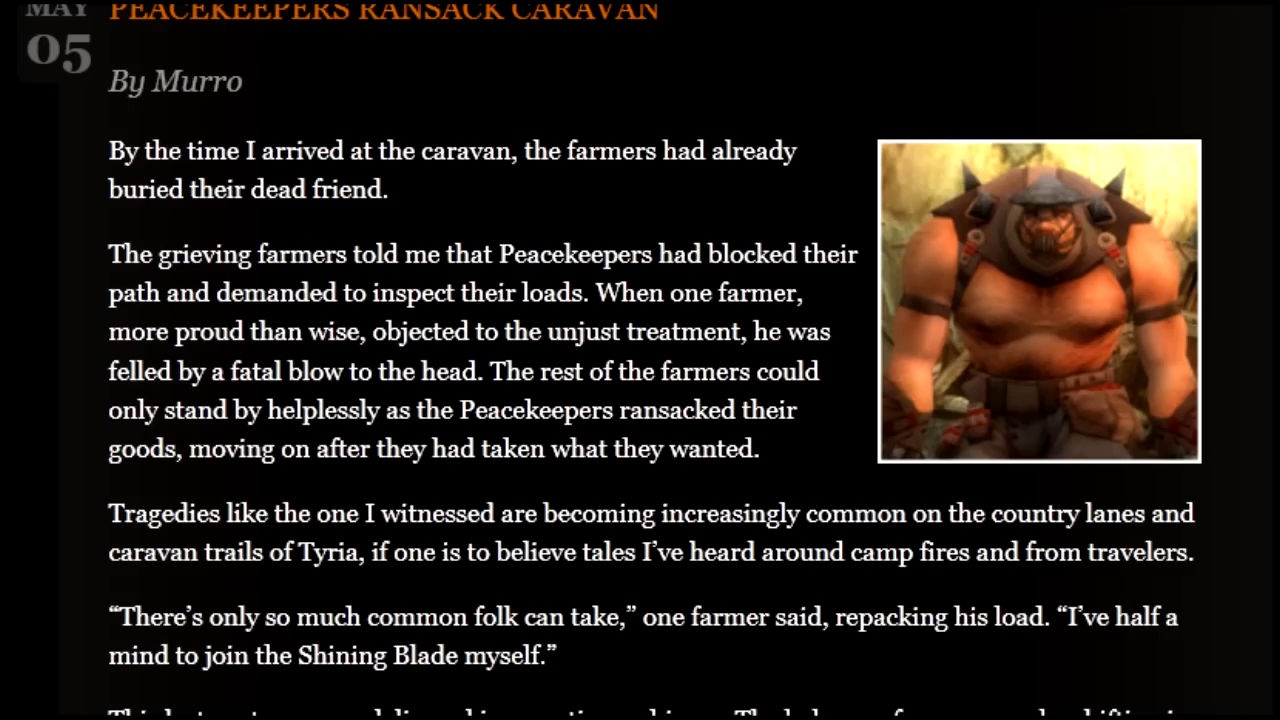 MAY
PEACEKEEPERS RANSACK CARAVAN
05
By Murro
By the time I arrived at the caravan, the farmers had already
buried their dead friend.
The grieving farmers told me that Peacekeepers had blocked their
path and demanded to inspect their loads. When one farmer,
more proud than wise, objected to the unjust treatment, he was
felled by a fatal blow to the head. The rest of the farmers could
only stand by helplessly as the Peacekeepers ransacked their
goods, moving on after they had taken what they wanted.
Tragedies like the one I witnessed are becoming increasingly common on the country lanes and
caravan trails of Tyria, if one is to believe tales I’ve heard around camp fires and from travelers.
“There’s only so much common folk can take,” one farmer said, repacking his load. “I’ve half a
mind to join the Shining Blade myself.”